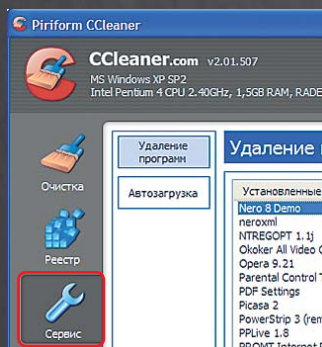 Piriform CCleaner
CCleaner.com v2.01.507
MS Windows XP SP2
Intel Pentium 4 CPU 2.40GHz, 1,5GB RAM, RADE
Очистка
Реестр
Сервис
Удаление
программ
Автозагрузка
Удаление
Установленные
Nero 8 Demo
neroxml
NTREGOPT 1.1j
Okoker All Video
Opera 9.21
Parental Control
PDF Settings
Picasa 2
PowerStrip 3 (rem
PPLive 1.8
PROMT Internet